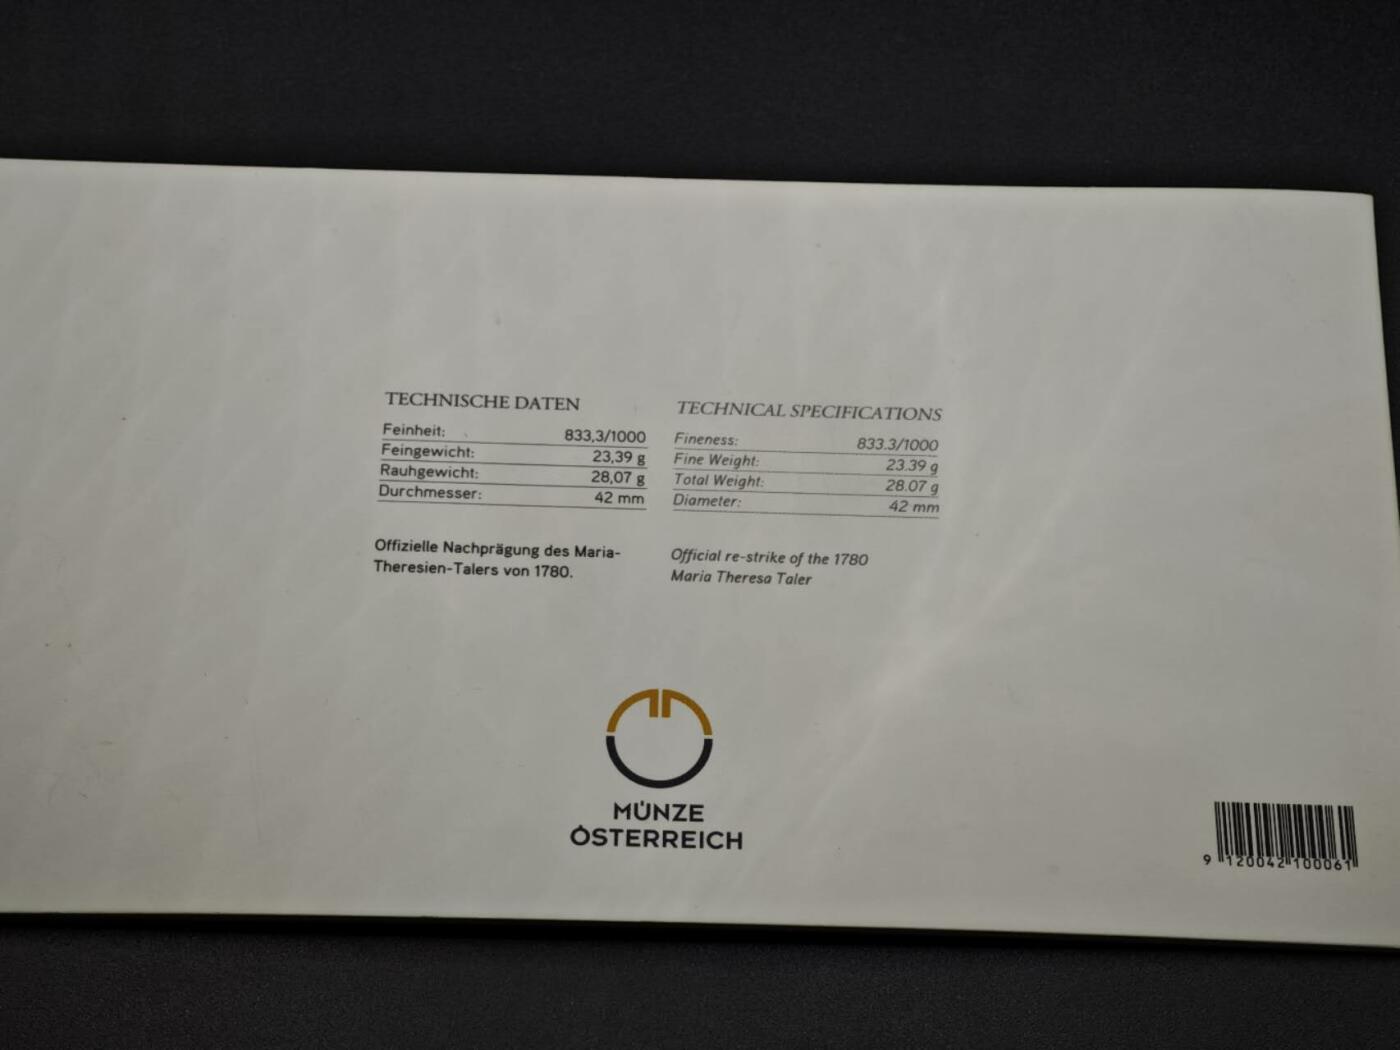 TECHNISCHE DATEN
Feinheit: 833,3/1000
Feingewicht: 23,39 g
Rauhgewicht: 28,07 g
Durchmesser: 42 mm
Offizielle Nachprägung des Maria-
Theresien-Talers von 1780.
TECHNICAL SPECIFICATIONS
Fineness: 833.3/1000
Fine Weight: 23.39 g
Total Weight: 28.07 g
Diameter: 42 mm
Official re-strike of the 1780
Maria Theresa Taler
MÜNZE
ÖSTERREICH
9 120042 100061